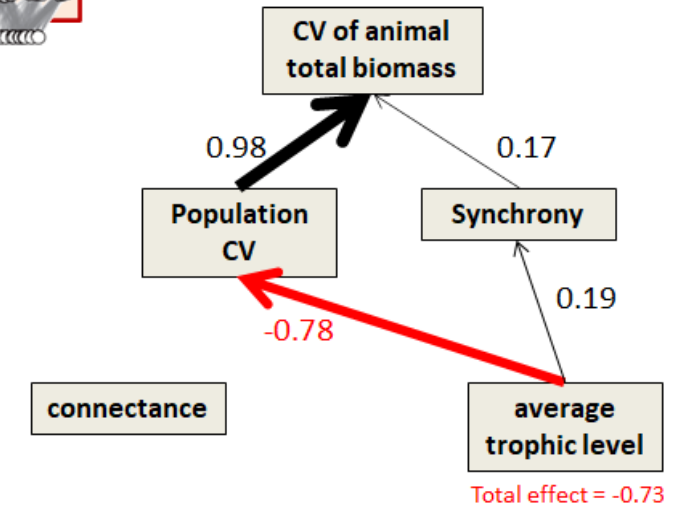 CV of animal
total biomass
0.98
0.17
Population
CV
Synchrony
0.19
-0.78
connectance
average
trophic level
Total effect = -0.73